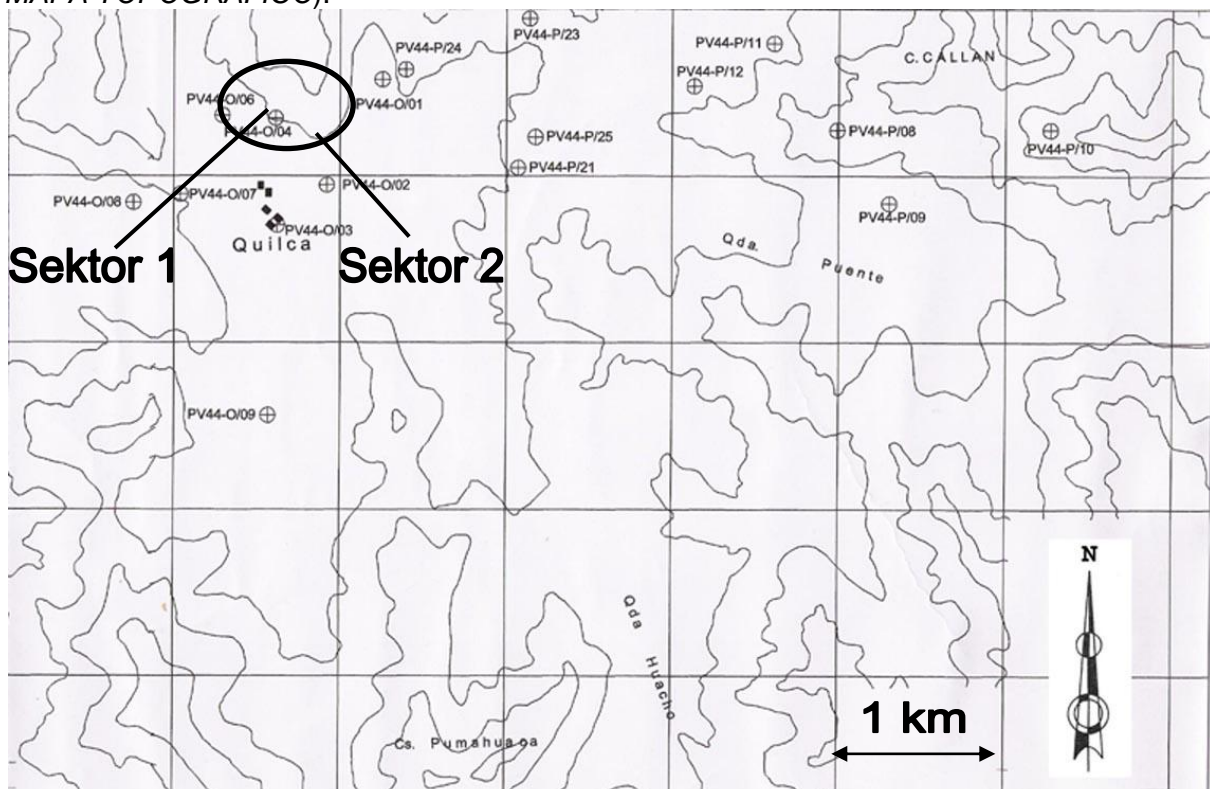 MAPA TOPOGRÁFICO).
PV44-P/23
PV44-P/24
PV44-P/11
C. CALLAN
PV44-P/12
PV44-O/06
PV44-O/01
PV44-O/04
PV44-P/25
PV44-P/08
PV44-P/10
PV44-P/21
PV44-O/02
PV44-O/07
PV44-O/08
PV44-P/09
PV44-O/03
Quilca
Qda.
Puente
Sektor 1
Sektor 2
PV44-O/09
N
Qda
Huacho
1 km
Cs. Pumahuaca